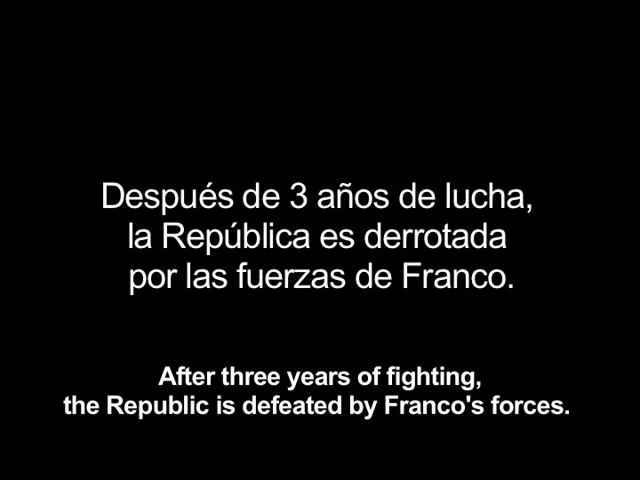 Después de 3 años de lucha,
la República es derrotada
por las fuerzas de Franco.
After three years of fighting,
the Republic is defeated by Franco's forces.